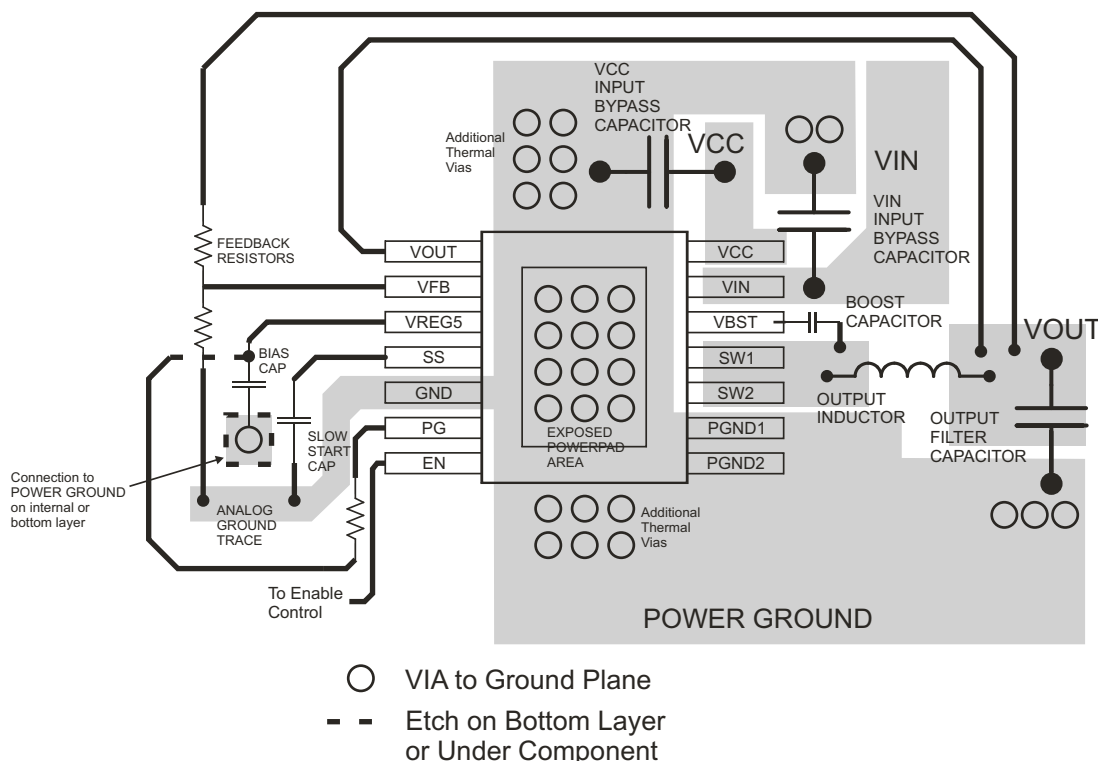 VCC
INPUT
BYPASS
CAPACITOR
Additional
Thermal
Vias
VCC
VIN
VIN
INPUT
BYPASS
CAPACITOR
FEEDBACK
RESISTORS
VOUT
VFB
VREG5
SS
GND
PG
EN
VCC
VIN
VBST
SW1
SW2
PGND1
PGND2
BOOST
CAPACITOR
VOUT
BIAS
CAP
SLOW
START
CAP
EXPOSED
POWERPAD
AREA
OUTPUT
INDUCTOR
OUTPUT
FILTER
CAPACITOR
Connection to
POWER GROUND
on internal or
bottom layer
ANALOG
GROUND
TRACE
Additional
Thermal
Vias
To Enable
Control
POWER GROUND
VIA to Ground Plane
Etch on Bottom Layer
or Under Component